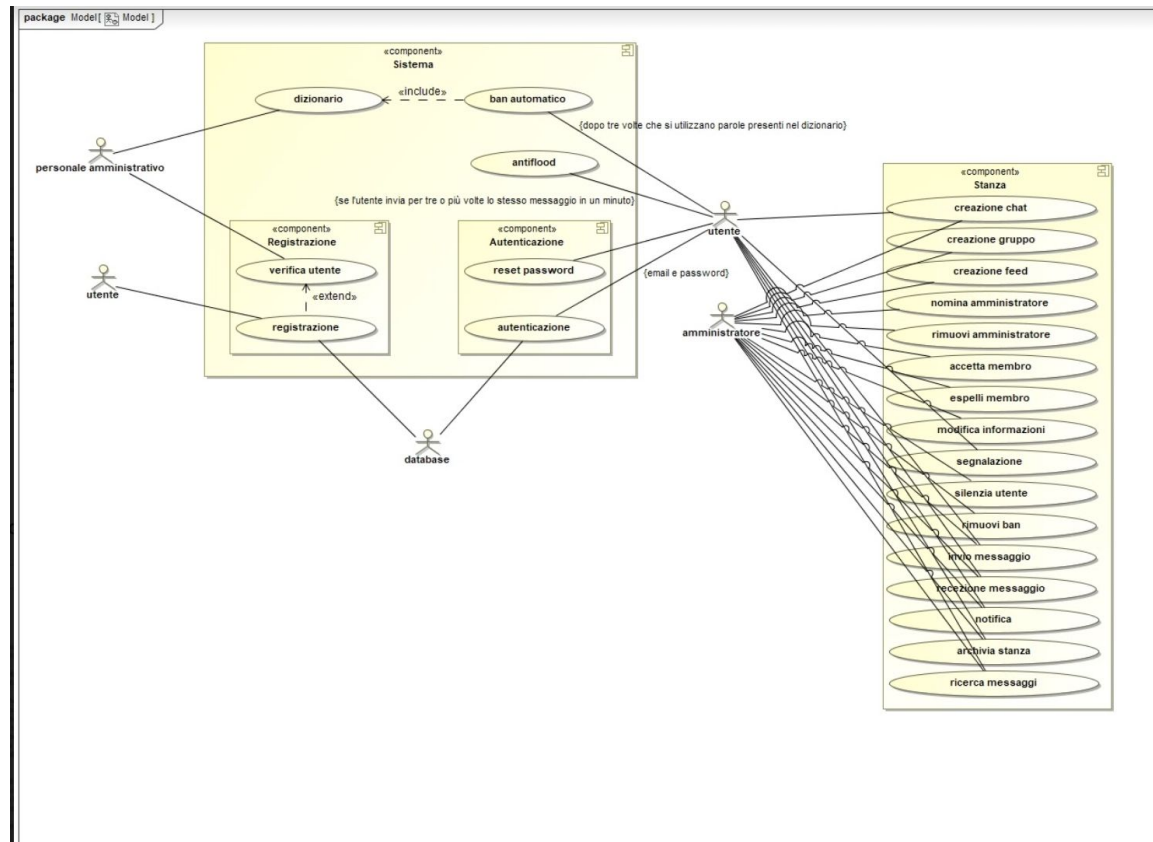 package Model[ Model ]
«component»
Sistema
dizionario
«include»
ban automatico
{dopo tre volte che si utilizzano parole presenti nel dizionario}
personale amministrativo
antiflood
{se l'utente invia per tre o più volte lo stesso messaggio in un minuto}
«component»
Registrazione
verifica utente
«extend»
registrazione
utente
«component»
Autenticazione
reset password
{email e password}
autenticazione
utente
amministratore
database
«component»
Stanza
creazione chat
creazione gruppo
creazione feed
nomina amministratore
rimuovi amministratore
accetta membro
espelli membro
modifica informazioni
segnalazione
silenzia utente
rimuovi ban
invio messaggio
recezione messaggio
notifica
archivia stanza
ricerca messaggi